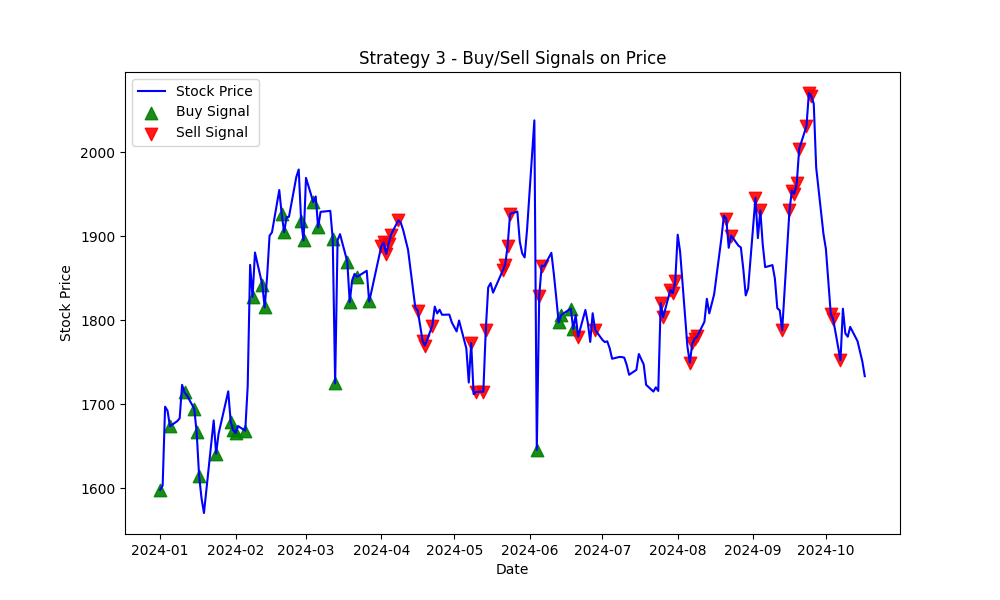 Strategy 3 - Buy/Sell Signals on Price
Stock Price
Buy Signal
Sell Signal
Stock Price
2000
1900
1800
1700
1600
2024-01
2024-02
2024-03
2024-04
2024-05
2024-06
2024-07
2024-08
2024-09
2024-10
Date